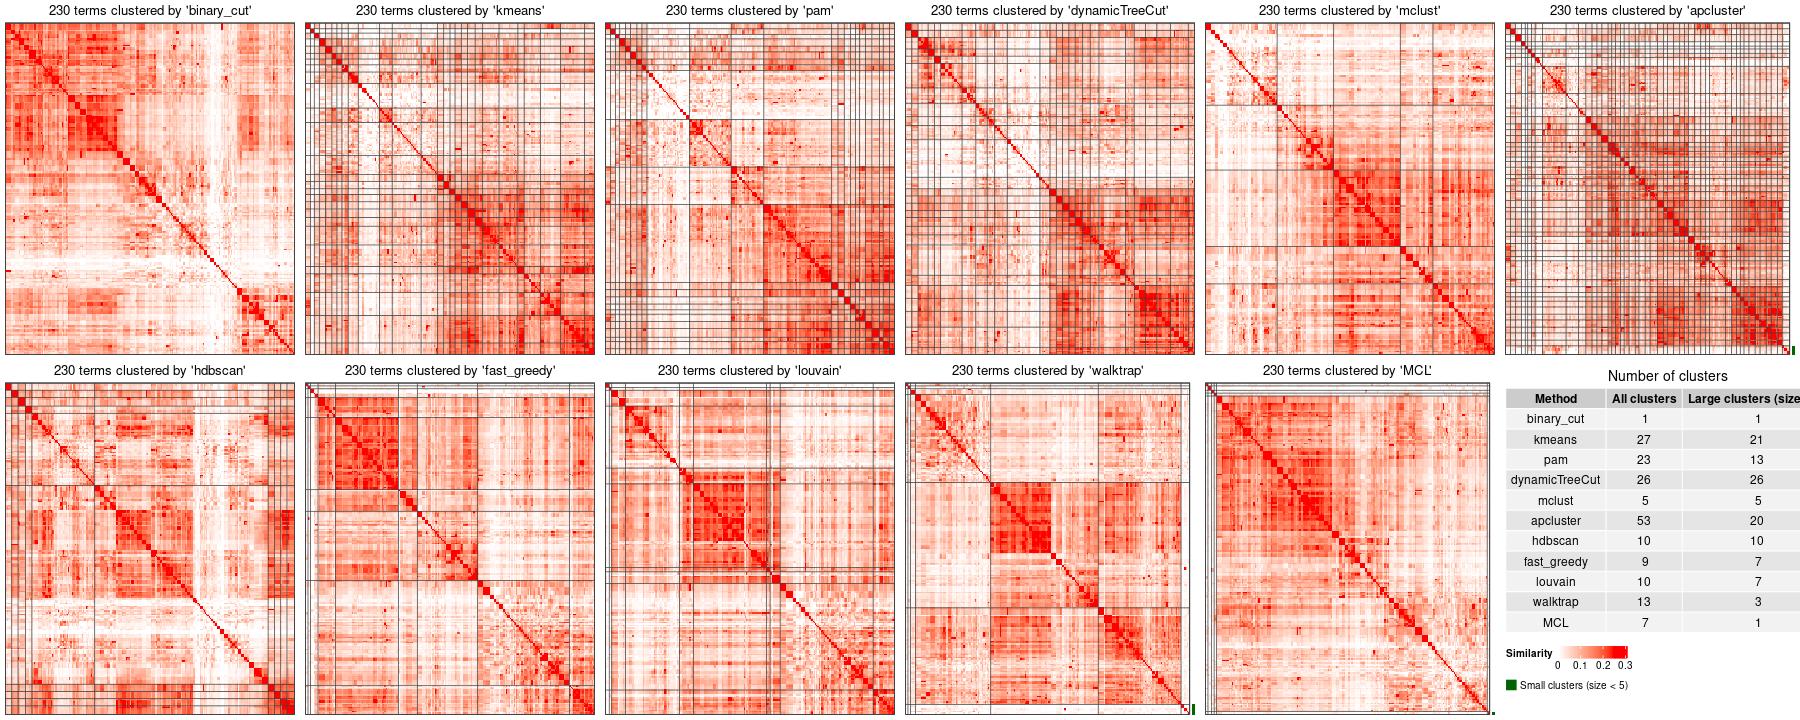 230 terms clustered by 'binary_cut'
230 terms clustered by 'kmeans'
230 terms clustered by 'pam'
230 terms clustered by 'dynamicTreeCut'
230 terms clustered by 'mclust'
230 terms clustered by 'apcluster'
230 terms clustered by 'hdbscan'
230 terms clustered by 'fast_greedy'
230 terms clustered by 'louvain'
230 terms clustered by 'walktrap'
230 terms clustered by 'MCL'
Number of clusters
Method All clusters Large clusters (size
binary_cut 1 1
kmeans 27 21
pam 23 13
dynamicTreeCut 26 26
mclust 5 5
apcluster 53 20
hdbscan 10 10
fast_greedy 9 7
louvain 10 7
walktrap 13 3
MCL 7 1
Similarity
0 0.1 0.2 0.3
Small clusters (size < 5)